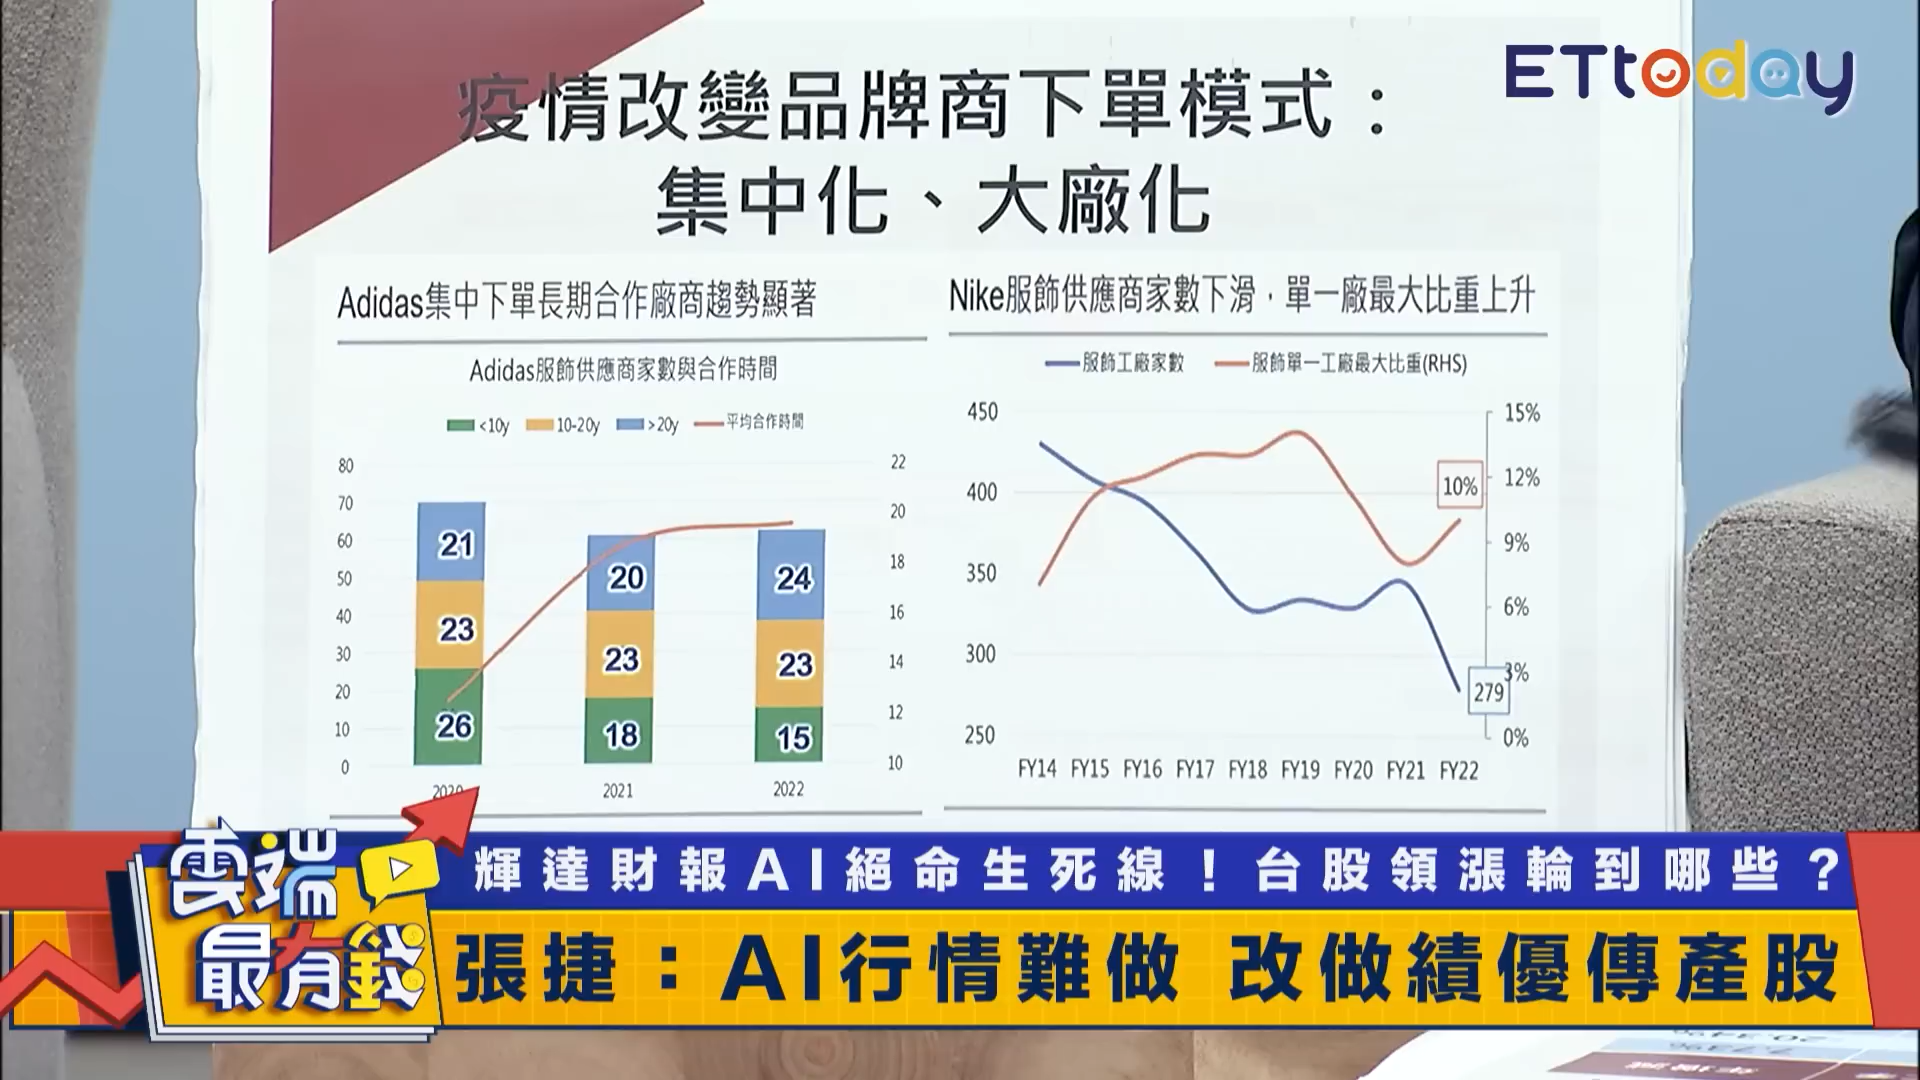 ETtoday
疫情改變品牌商下單模式：
集中化、大廠化
Adidas集中下單長期合作廠商趨勢顯著
Adidas服飾供應商家數與合作時間
<10y 10-20y >20y 平均合作時間
80
70
60
50
40
30
20
10
0
22
20
18
16
14
12
10
21
23
26
20
23
18
24
23
15
2020 2021 2022
Nike服飾供應商家數下滑，單一廠最大比重上升
服飾工廠家數 服飾單一工廠最大比重(RHS)
450
400
350
300
250
15%
12%
9%
6%
3%
0%
10%
279
FY14 FY15 FY16 FY17 FY18 FY19 FY20 FY21 FY22
雲端
最有錢
輝達財報AI絕命生死線！台股領漲輪到哪些？
張捷：AI行情難做 改做績優傳產股